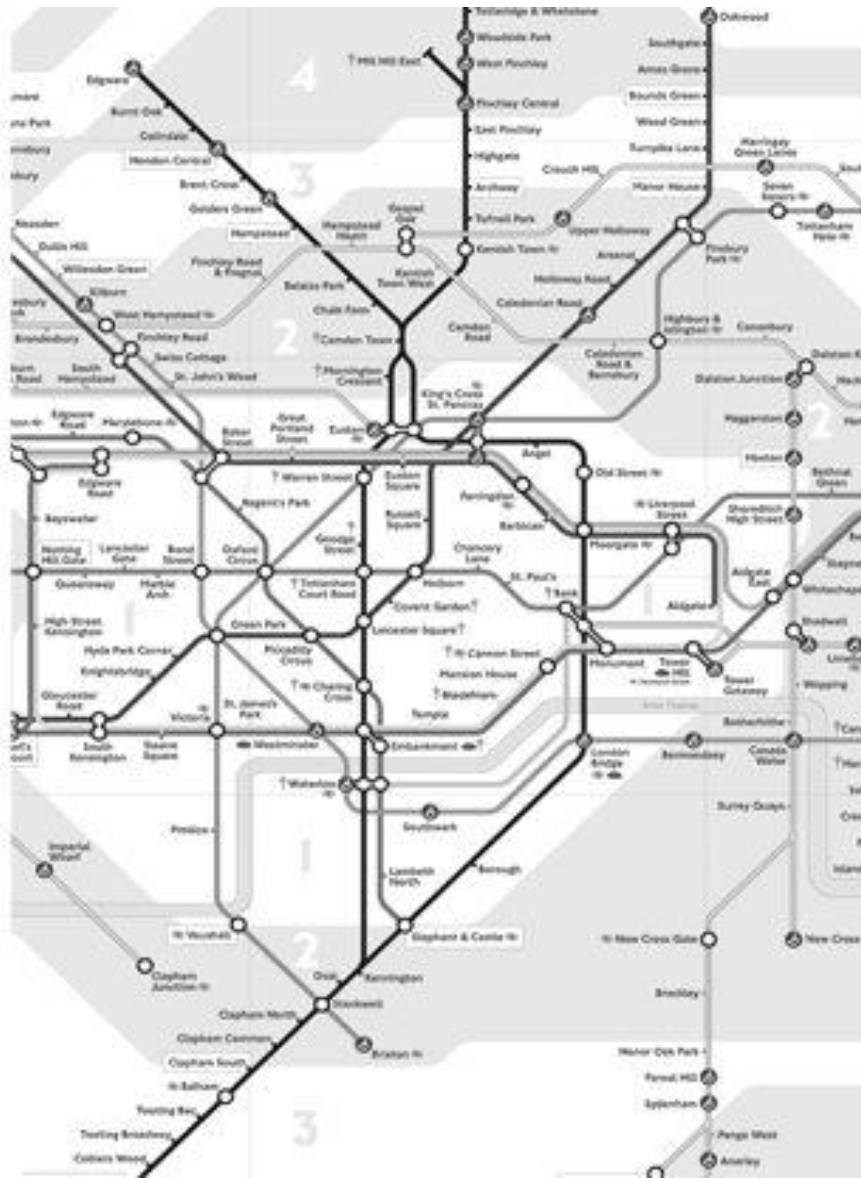 Totteridge & Whetstone
Woodside Park
West Finchley
Mill Hill East
Finchley Central
East Finchley
Highgate
Archway
Tufnell Park
Kentish Town
Oakwood
Southgate
Arnos Grove
Bounds Green
Wood Green
Turnpike Lane
Manor House
Harringay
Green Lanes
Crouch Hill
Seven
Sisters
Tottenham
Hale
Upper Holloway
Finsbury
Park
Arsenal
Holloway Road
Caledonian Road
4
Edgware
Burnt Oak
Colindale
Hendon Central
Brent Cross
Golders Green
Hampstead
3
Hampstead
Heath
Gospel
Oak
Neasden
Dollis Hill
Willesden Green
Kilburn
West Hampstead
Finchley Road
& Frognal
Belsize Park
Chalk Farm
Kentish
Town West
Camden Town
Camden
Road
Highbury &
Islington
Canonbury
Caledonian
Road &
Barnsbury
Dalston Junction
Haggerston
Hoxton
Shoreditch
High Street
Bethnal
Green
2
2
Brondesbury
Finchley Road
Swiss Cottage
South
Hampstead
St. John's Wood
Mornington
Crescent
King's Cross
St. Pancras
Euston
Edgware
Road
Marylebone
Baker
Street
Great
Portland
Street
Angel
Old Street
Edgware
Road
Warren Street
Euston
Square
Farringdon
Liverpool
Street
Regent's Park
Russell
Square
Barbican
Moorgate
Bayswater
Goodge
Street
Chancery
Lane
Notting
Hill Gate
Lancaster
Gate
Bond
Street
Oxford
Circus
Tottenham
Court Road
Holborn
St. Paul's
Bank
Aldgate
East
Aldgate
Whitechapel
Queensway
Marble
Arch
High Street
Kensington
Green Park
Covent Garden
Leicester Square
Hyde Park Corner
Knightsbridge
Piccadilly
Circus
Cannon Street
Mansion House
Blackfriars
Monument
Tower
Hill
Tower
Gateway
Shadwell
Wapping
Gloucester
Road
Victoria
St. James's
Park
Charing
Cross
Temple
River Thames
Rotherhithe
South
Kensington
Sloane
Square
Westminster
Embankment
London
Bridge
Bermondsey
Canada
Water
Waterloo
Southwark
Surrey Quays
Pimlico
Imperial
Wharf
Lambeth
North
Borough
1
Vauxhall
Elephant & Castle
New Cross Gate
New Cross
2
Clapham
Junction
Oval
Kennington
Stockwell
Clapham North
Clapham Common
Clapham South
Brixton
Brockley
Balham
Honor Oak Park
Forest Hill
Sydenham
Tooting Bec
Tooting Broadway
Colliers Wood
3
Penge West
Anerley